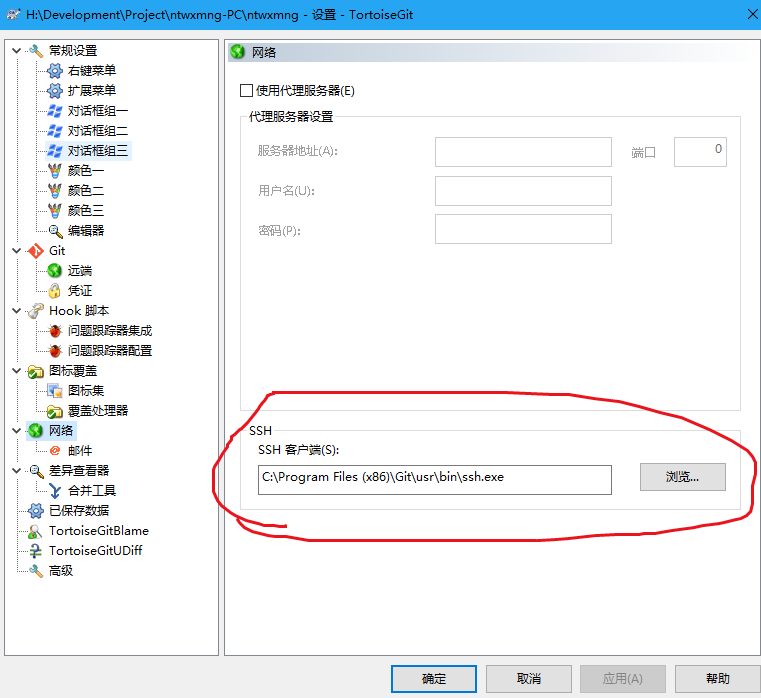 H:\Development\Project\ntwxmng-PC\ntwxmng - 设置 - TortoiseGit
常规设置
右键菜单
扩展菜单
对话框组一
对话框组二
对话框组三
颜色一
颜色二
颜色三
编辑器
Git
远端
凭证
Hook 脚本
问题跟踪器集成
问题跟踪器配置
图标覆盖
图标集
覆盖处理器
网络
邮件
差异查看器
合并工具
已保存数据
TortoiseGitBlame
TortoiseGitUDiff
高级
网络
使用代理服务器(E)
代理服务器设置
服务器地址(A):
端口
0
用户名(U):
密码(P):
SSH
SSH 客户端(S):
C:\Program Files (x86)\Git\usr\bin\ssh.exe
浏览...
确定
取消
应用(A)
帮助